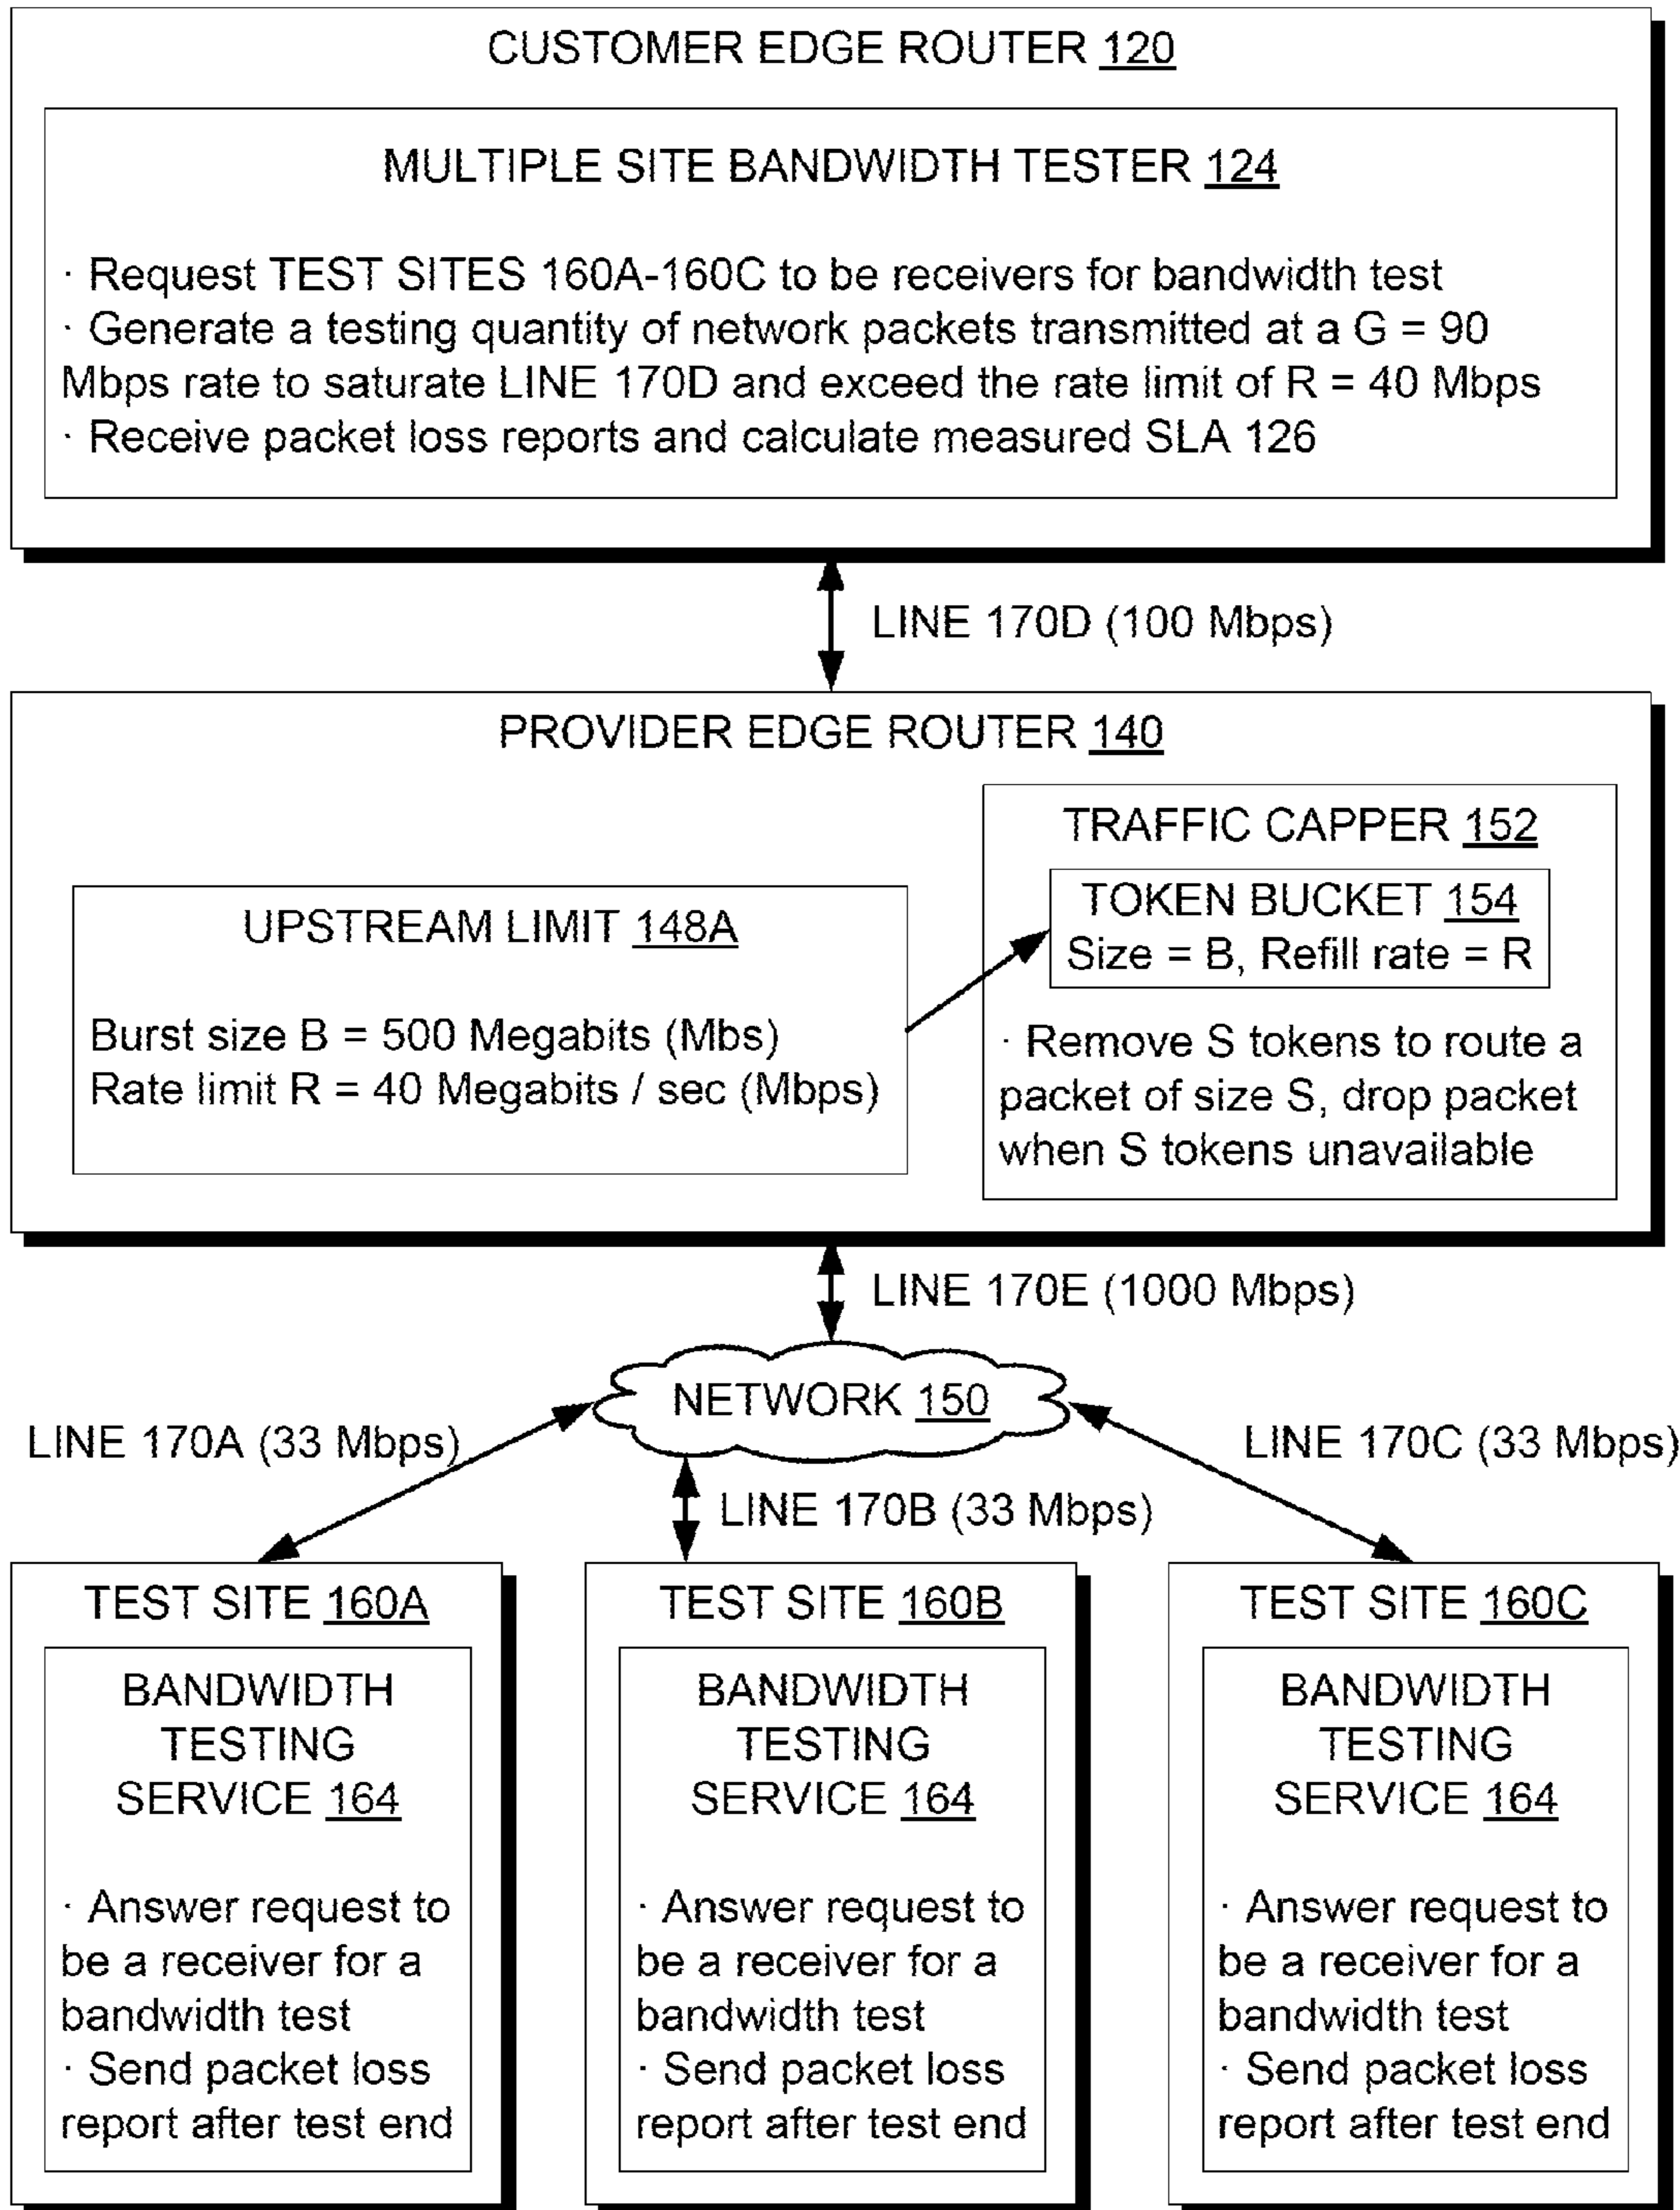 CUSTOMER EDGE ROUTER 120
MULTIPLE SITE BANDWIDTH TESTER 124
· Request TEST SITES 160A-160C to be receivers for bandwidth test
· Generate a testing quantity of network packets transmitted at a G = 90
Mbps rate to saturate LINE 170D and exceed the rate limit of R = 40 Mbps
· Receive packet loss reports and calculate measured SLA 126
LINE 170D (100 Mbps)
PROVIDER EDGE ROUTER 140
UPSTREAM LIMIT 148A
Burst size B = 500 Megabits (Mbs)
Rate limit R = 40 Megabits / sec (Mbps)
TRAFFIC CAPPER 152
TOKEN BUCKET 154
Size = B, Refill rate = R
· Remove S tokens to route a
packet of size S, drop packet
when S tokens unavailable
LINE 170E (1000 Mbps)
NETWORK 150
LINE 170A (33 Mbps)
LINE 170C (33 Mbps)
LINE 170B (33 Mbps)
TEST SITE 160A
BANDWIDTH
TESTING
SERVICE 164
· Answer request to
be a receiver for a
bandwidth test
· Send packet loss
report after test end
TEST SITE 160B
BANDWIDTH
TESTING
SERVICE 164
· Answer request to
be a receiver for a
bandwidth test
· Send packet loss
report after test end
TEST SITE 160C
BANDWIDTH
TESTING
SERVICE 164
· Answer request to
be a receiver for a
bandwidth test
· Send packet loss
report after test end